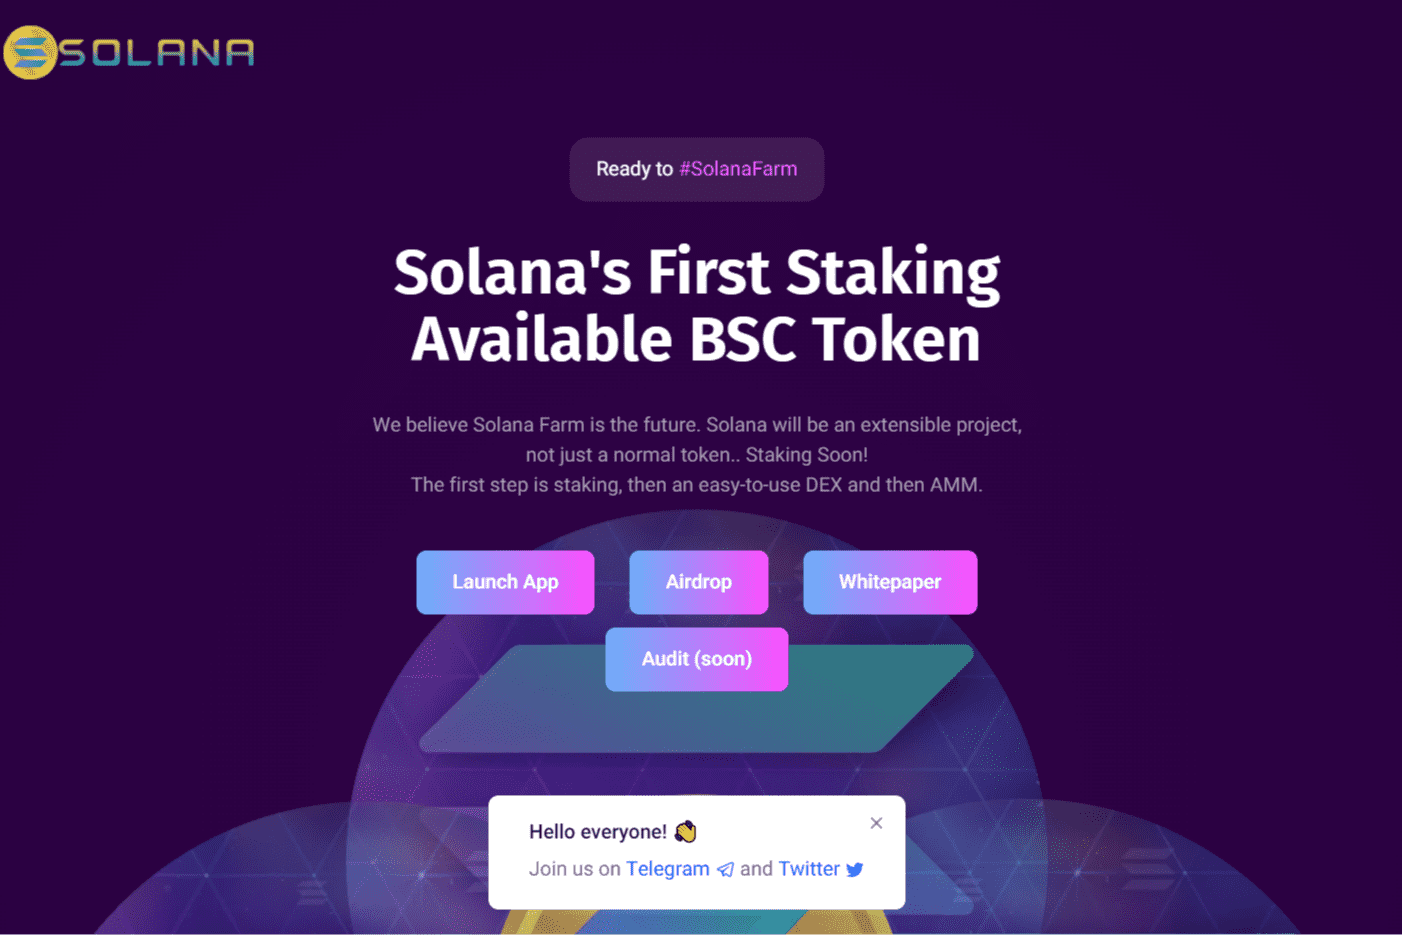 SOLANA
Ready to #SolanaFarm
Solana's First Staking
Available BSC Token
We believe Solana Farm is the future. Solana will be an extensible project,
not just a normal token.. Staking Soon!
The first step is staking, then an easy-to-use DEX and then AMM.
Launch App
Airdrop
Whitepaper
Audit (soon)
Hello everyone! 👋
Join us on Telegram and Twitter